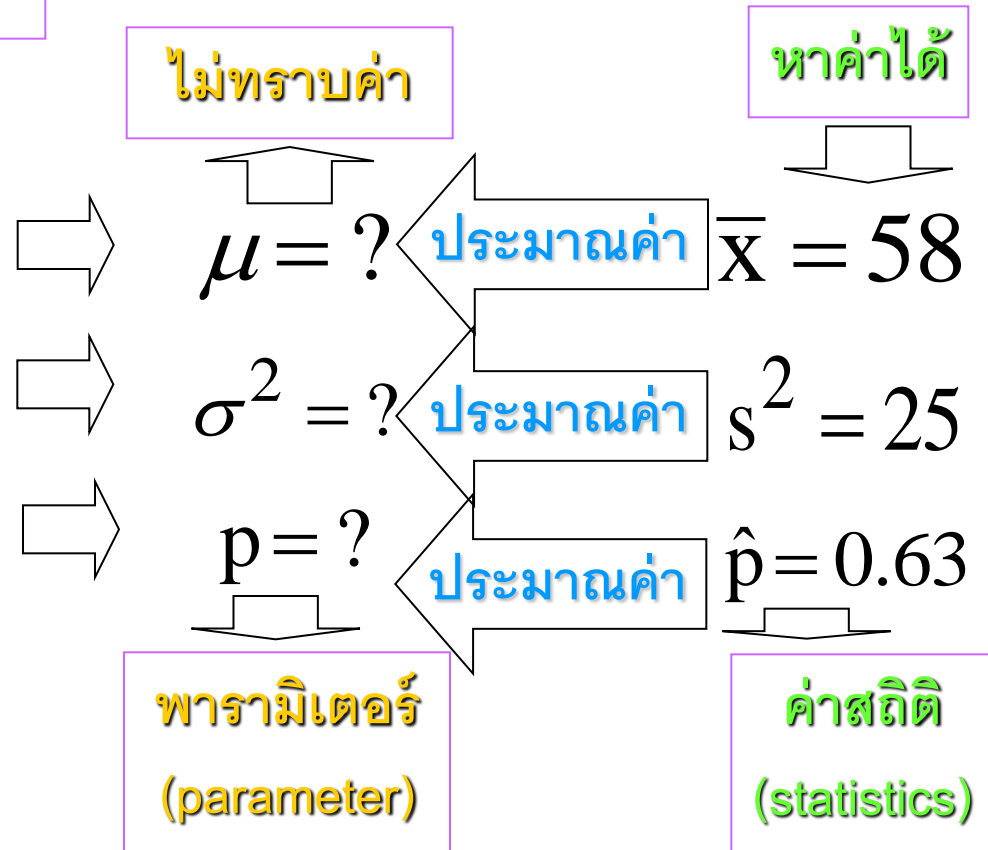 ไม่ทราบค่า
หาค่าได้
μ = ? ประมาณค่า x̅ = 58
σ² = ? ประมาณค่า s² = 25
p = ? ประมาณค่า p̂ = 0.63
พารามิเตอร์
(parameter)
ค่าสถิติ
(statistics)